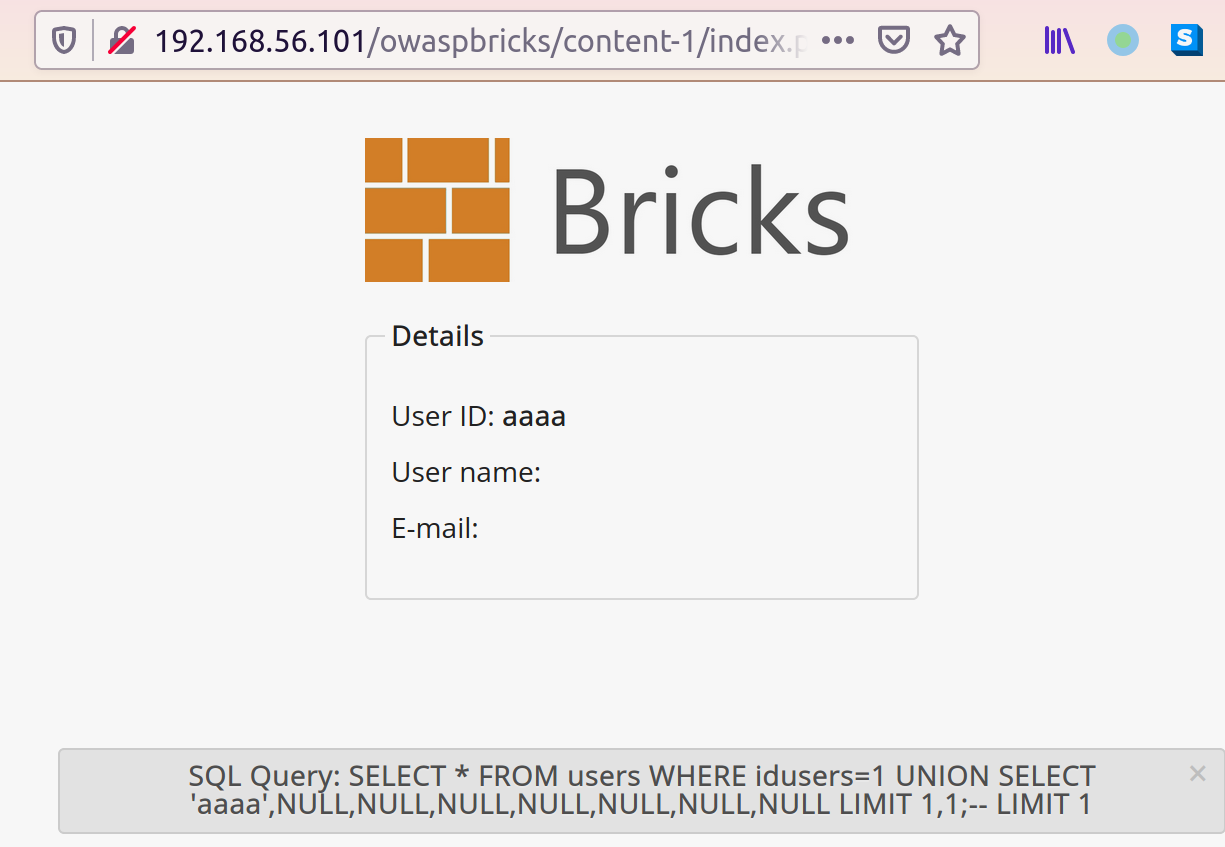 192.168.56.101/owaspbricks/content-1/index.p
S
Bricks
Details
User ID: aaaa
User name:
E-mail:
SQL Query: SELECT * FROM users WHERE idusers=1 UNION SELECT
'aaaa',NULL,NULL,NULL,NULL,NULL,NULL,NULL LIMIT 1,1;-- LIMIT 1